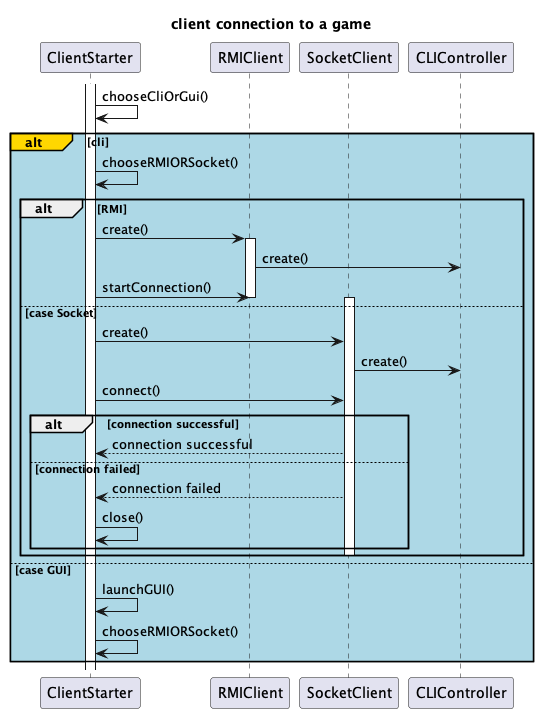 client connection to a game
ClientStarter RMIClient SocketClient CLIController
chooseCliOrGui()
alt [cli]
chooseRMIORSocket()
alt [RMI]
create()
create()
startConnection()
[case Socket]
create()
create()
connect()
alt [connection successful]
connection successful
[connection failed]
connection failed
close()
[case GUI]
launchGUI()
chooseRMIORSocket()
ClientStarter RMIClient SocketClient CLIController